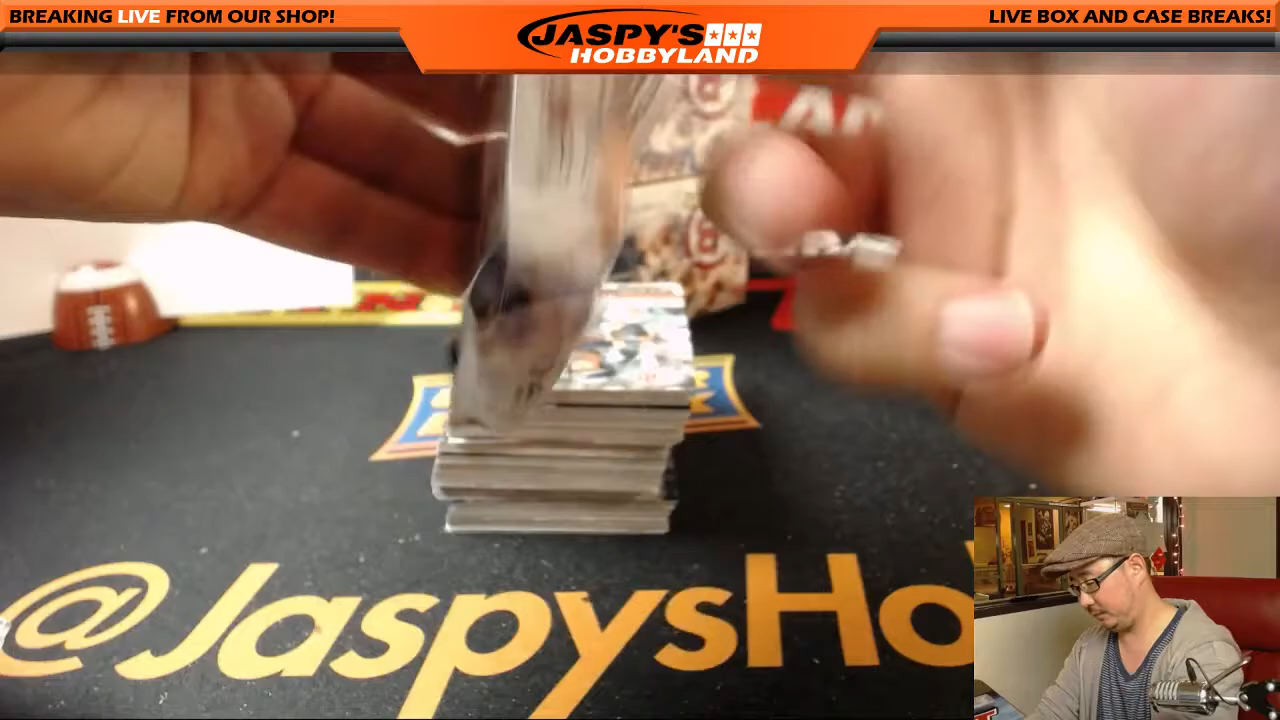 BREAKING LIVE FROM OUR SHOP!
JASPY'S
HOBBYLAND
LIVE BOX AND CASE BREAKS!
@JaspysHo